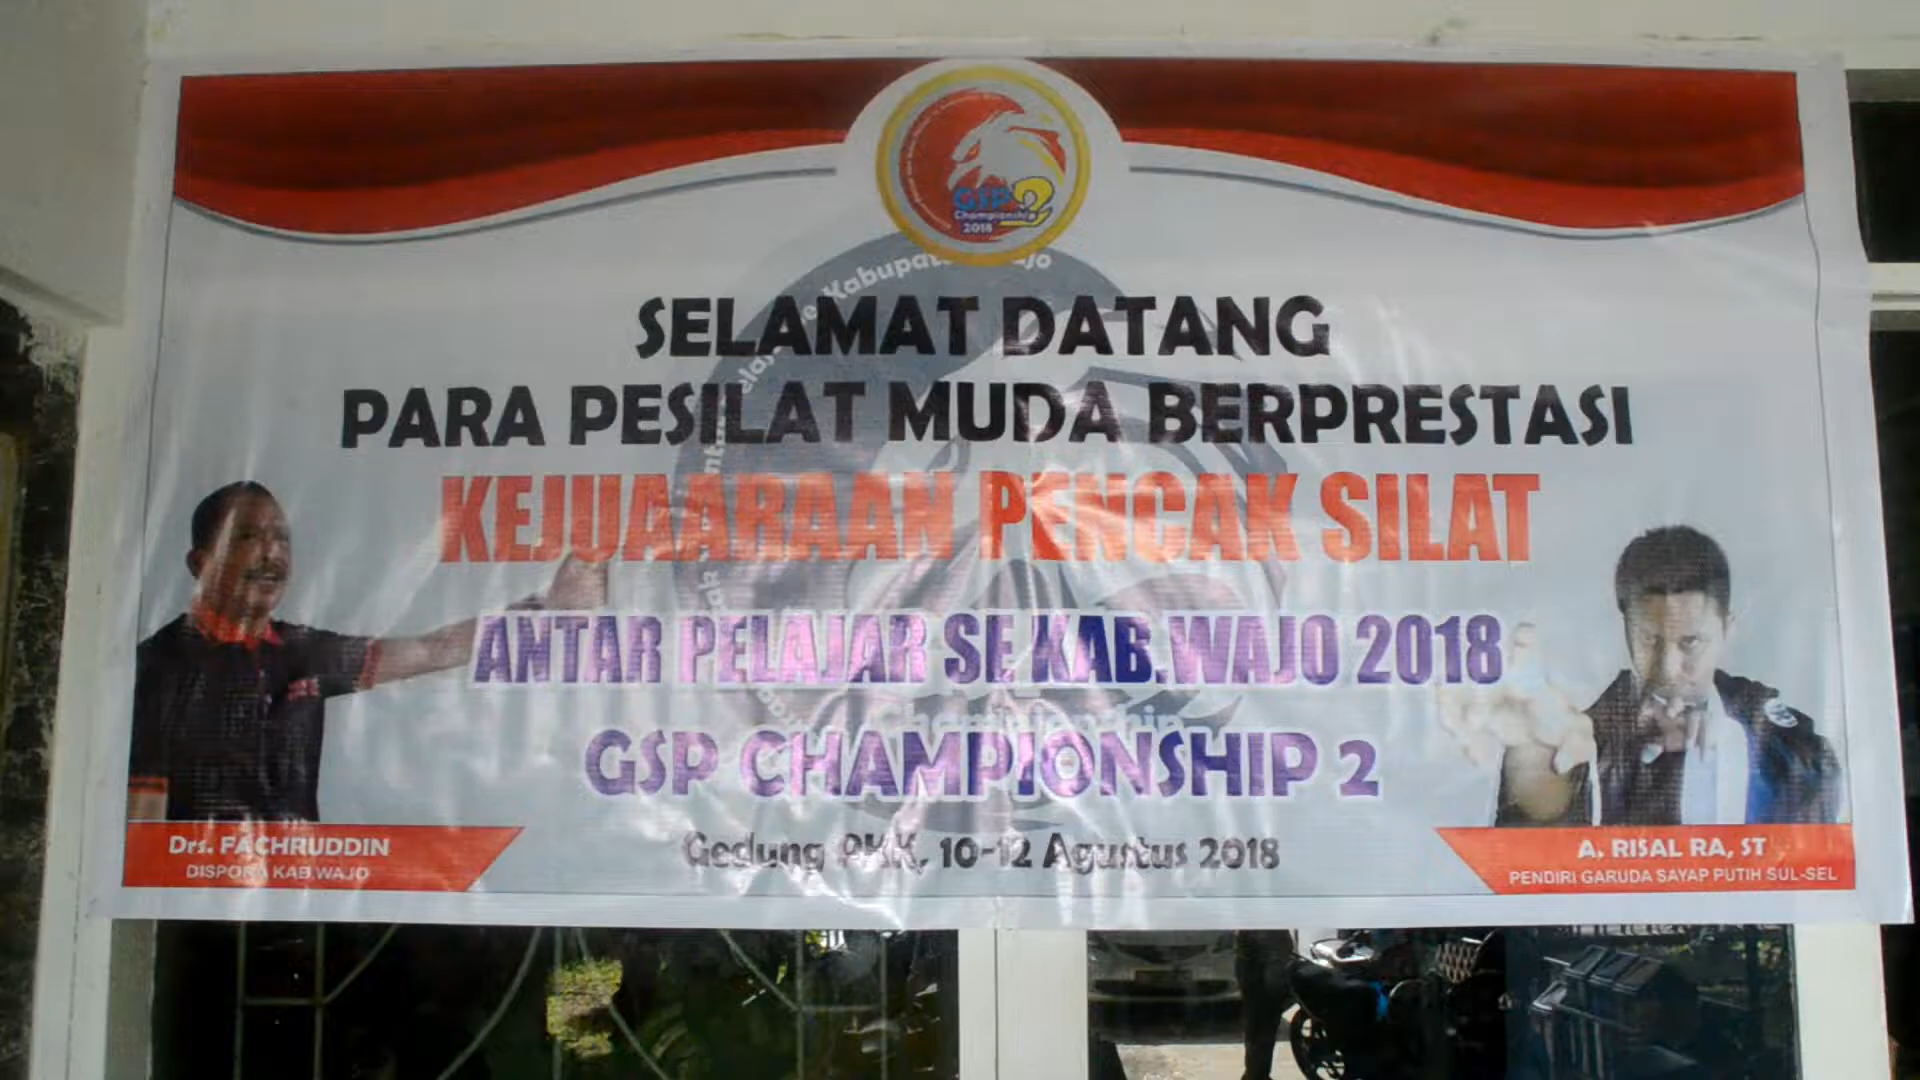 GSP 2
Championship
2018
Kabupat
SELAMAT DATANG
PARA PESILAT MUDA BERPRESTASI
KEJUAARAAN PENCAK SILAT
ANTAR PELAJAR SE KAB.WAJO 2018
Championship
GSP CHAMPIONSHIP 2
Gedung PKK, 10-12 Agustus 2018
Drs. FACHRUDDIN
DISPORA KAB.WAJO
A. RISAL RA, ST
PENDIRI GARUDA SAYAP PUTIH SUL-SEL